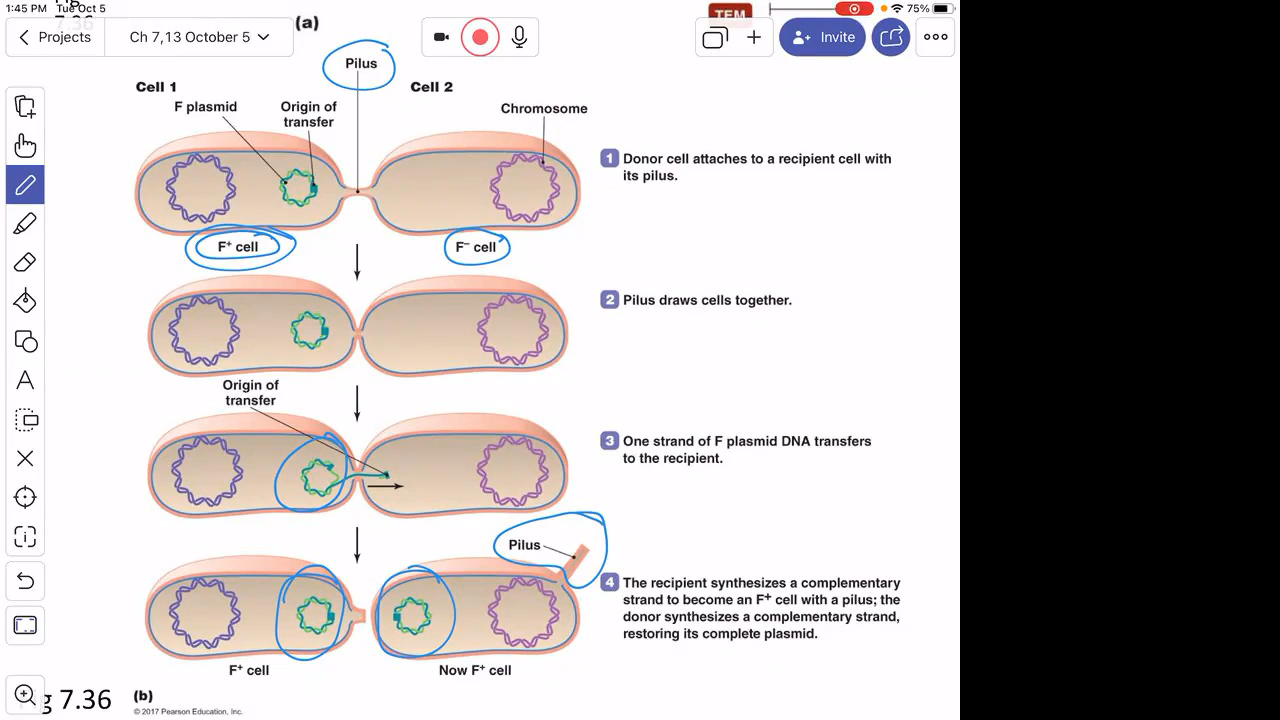 1:45 PM Tue Oct 5
75%
TEM
Projects
Ch 7,13 October 5
Invite
(a)
Pilus
Cell 1
Cell 2
F plasmid
Origin of
transfer
Chromosome
1 Donor cell attaches to a recipient cell with
its pilus.
F+ cell
F− cell
2 Pilus draws cells together.
Origin of
transfer
3 One strand of F plasmid DNA transfers
to the recipient.
Pilus
4 The recipient synthesizes a complementary
strand to become an F+ cell with a pilus; the
donor synthesizes a complementary strand,
restoring its complete plasmid.
F+ cell
Now F+ cell
7.36
(b)
© 2017 Pearson Education, Inc.